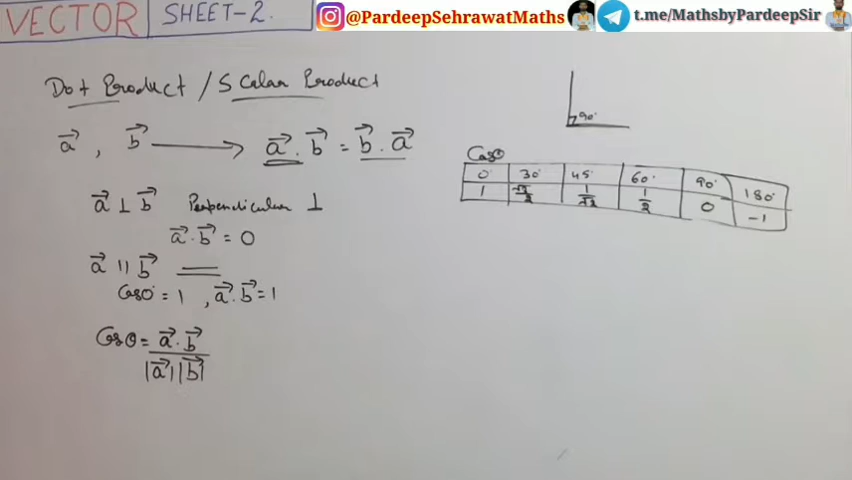 VECTOR SHEET-2.
@PardeepSehrawatMaths t.me/MathsbyPardeepSir
Dot Product / Scalar Product
a⃗ , b⃗ ⟶ a⃗ . b⃗ = b⃗ . a⃗
a⃗ ⊥ b⃗ Perpendicular ⊥
a⃗ . b⃗ = 0
a⃗ || b⃗
Cos0° = 1 , a⃗ . b⃗ = 1
Cosθ = a⃗ . b⃗
|a⃗||b⃗|
90°
Cosθ
0° 30° 45° 60° 90° 180°
1 √3/2 1/√2 1/2 0 -1